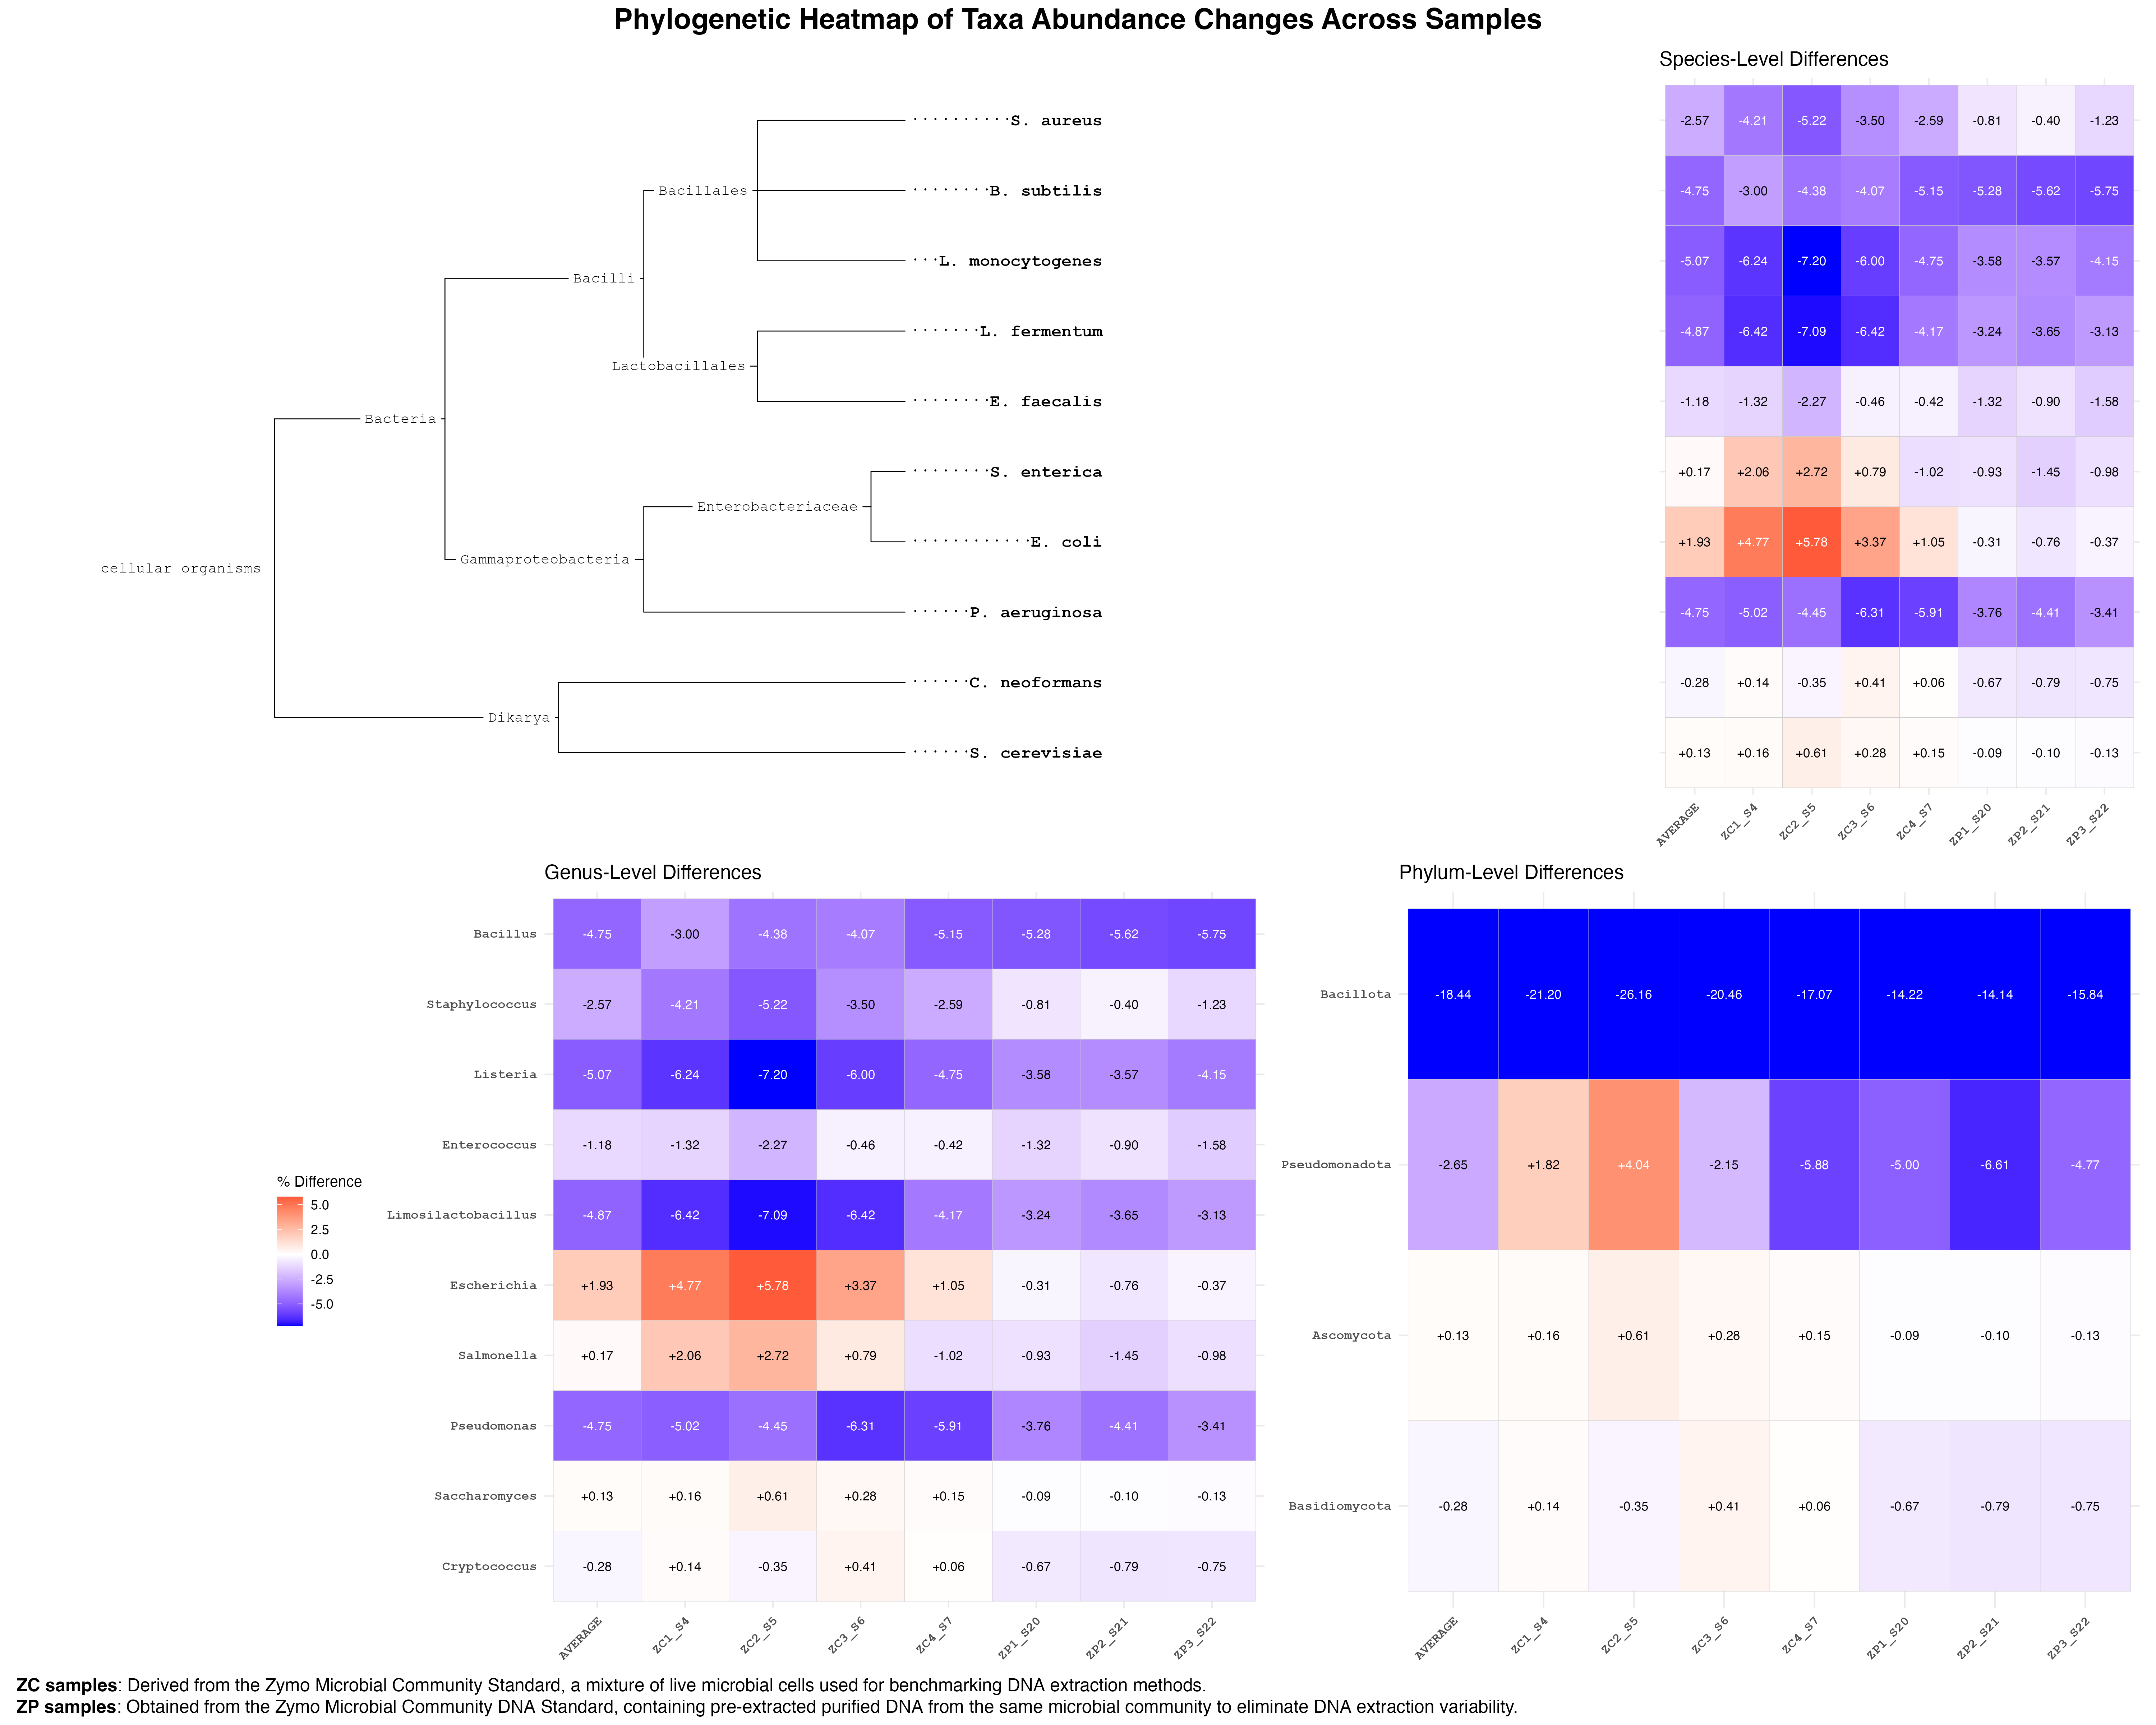 Phylogenetic Heatmap of Taxa Abundance Changes Across Samples
Species-Level Differences
cellular organisms
Bacteria
Bacilli
Bacillales
Lactobacillales
Gammaproteobacteria
Enterobacteriaceae
Dikarya
S. aureus
B. subtilis
L. monocytogenes
L. fermentum
E. faecalis
S. enterica
E. coli
P. aeruginosa
C. neoformans
S. cerevisiae
-2.57 -4.21 -5.22 -3.50 -2.59 -0.81 -0.40 -1.23
-4.75 -3.00 -4.38 -4.07 -5.15 -5.28 -5.62 -5.75
-5.07 -6.24 -7.20 -6.00 -4.75 -3.58 -3.57 -4.15
-4.87 -6.42 -7.09 -6.42 -4.17 -3.24 -3.65 -3.13
-1.18 -1.32 -2.27 -0.46 -0.42 -1.32 -0.90 -1.58
+0.17 +2.06 +2.72 +0.79 -1.02 -0.93 -1.45 -0.98
+1.93 +4.77 +5.78 +3.37 +1.05 -0.31 -0.76 -0.37
-4.75 -5.02 -4.45 -6.31 -5.91 -3.76 -4.41 -3.41
-0.28 +0.14 -0.35 +0.41 +0.06 -0.67 -0.79 -0.75
+0.13 +0.16 +0.61 +0.28 +0.15 -0.09 -0.10 -0.13
AVERAGE ZC1_S4 ZC2_S5 ZC3_S6 ZC4_S7 ZP1_S20 ZP2_S21 ZP3_S22
Genus-Level Differences
Bacillus -4.75 -3.00 -4.38 -4.07 -5.15 -5.28 -5.62 -5.75
Staphylococcus -2.57 -4.21 -5.22 -3.50 -2.59 -0.81 -0.40 -1.23
Listeria -5.07 -6.24 -7.20 -6.00 -4.75 -3.58 -3.57 -4.15
Enterococcus -1.18 -1.32 -2.27 -0.46 -0.42 -1.32 -0.90 -1.58
Limosilactobacillus -4.87 -6.42 -7.09 -6.42 -4.17 -3.24 -3.65 -3.13
Escherichia +1.93 +4.77 +5.78 +3.37 +1.05 -0.31 -0.76 -0.37
Salmonella +0.17 +2.06 +2.72 +0.79 -1.02 -0.93 -1.45 -0.98
Pseudomonas -4.75 -5.02 -4.45 -6.31 -5.91 -3.76 -4.41 -3.41
Saccharomyces +0.13 +0.16 +0.61 +0.28 +0.15 -0.09 -0.10 -0.13
Cryptococcus -0.28 +0.14 -0.35 +0.41 +0.06 -0.67 -0.79 -0.75
AVERAGE ZC1_S4 ZC2_S5 ZC3_S6 ZC4_S7 ZP1_S20 ZP2_S21 ZP3_S22
% Difference
5.0
2.5
0.0
-2.5
-5.0
Phylum-Level Differences
Bacillota -18.44 -21.20 -26.16 -20.46 -17.07 -14.22 -14.14 -15.84
Pseudomonadota -2.65 +1.82 +4.04 -2.15 -5.88 -5.00 -6.61 -4.77
Ascomycota +0.13 +0.16 +0.61 +0.28 +0.15 -0.09 -0.10 -0.13
Basidiomycota -0.28 +0.14 -0.35 +0.41 +0.06 -0.67 -0.79 -0.75
AVERAGE ZC1_S4 ZC2_S5 ZC3_S6 ZC4_S7 ZP1_S20 ZP2_S21 ZP3_S22
ZC samples: Derived from the Zymo Microbial Community Standard, a mixture of live microbial cells used for benchmarking DNA extraction methods.
ZP samples: Obtained from the Zymo Microbial Community DNA Standard, containing pre-extracted purified DNA from the same microbial community to eliminate DNA extraction variability.